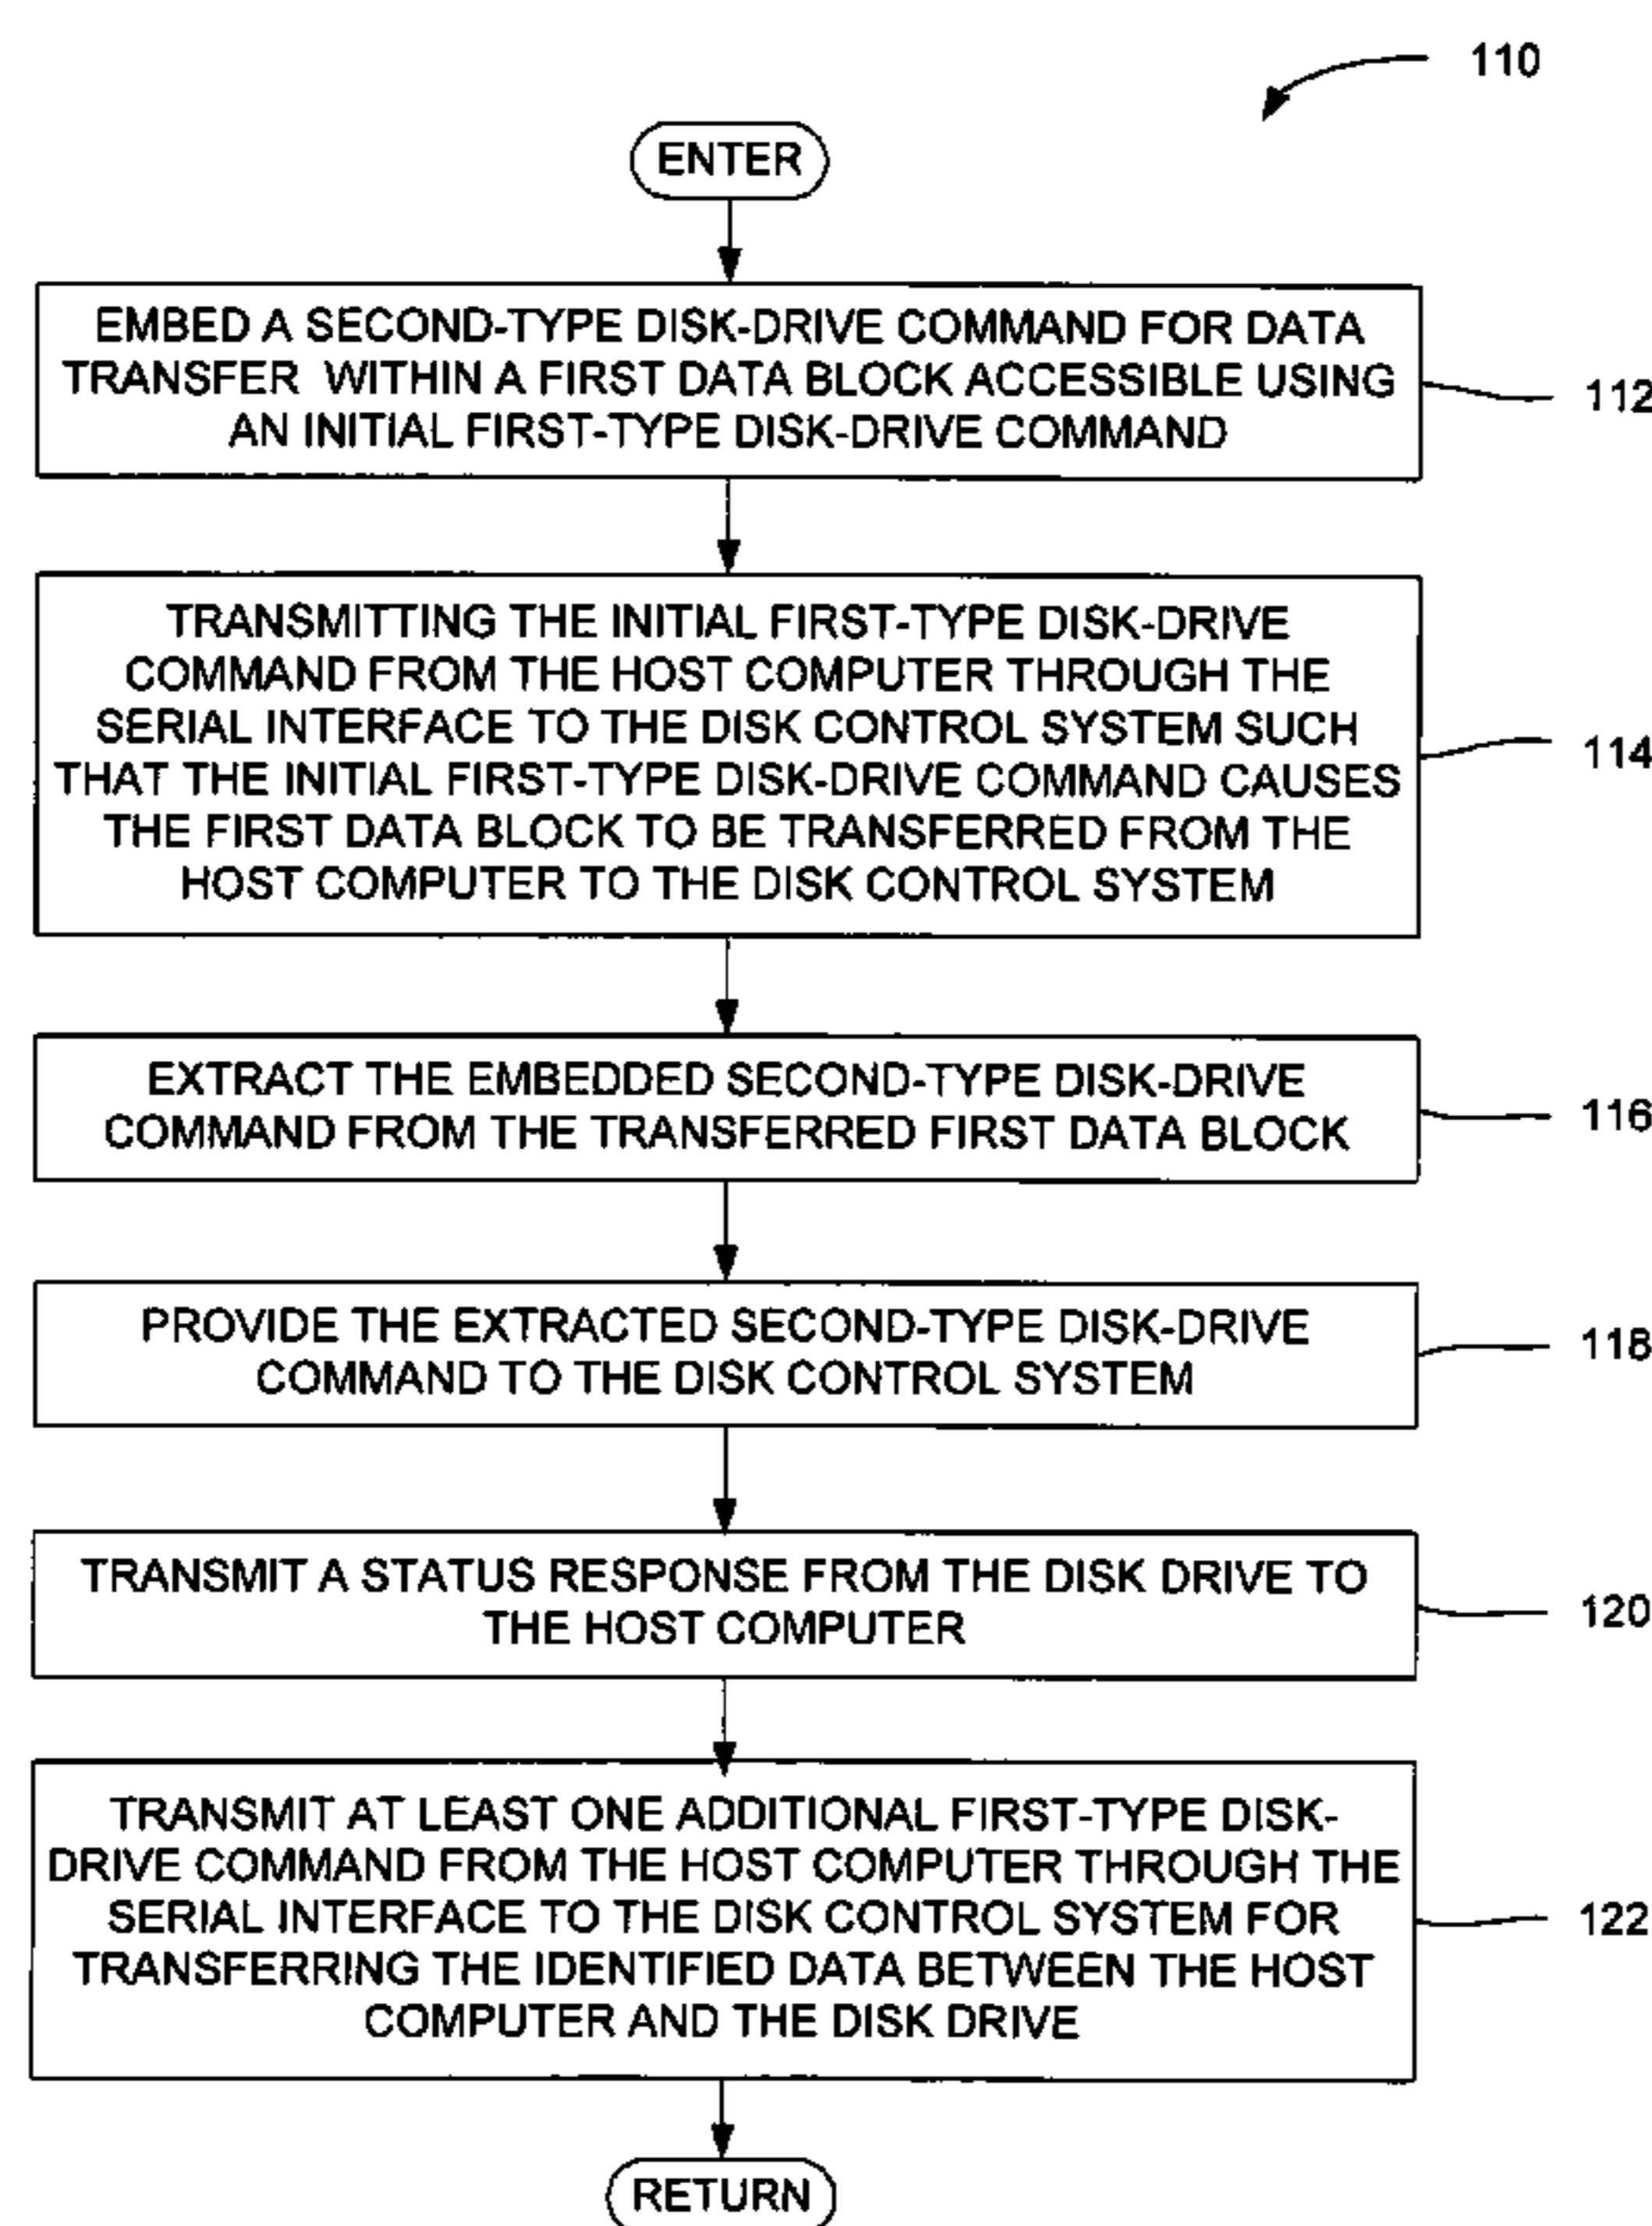 110
ENTER
EMBED A SECOND-TYPE DISK-DRIVE COMMAND FOR DATA
TRANSFER WITHIN A FIRST DATA BLOCK ACCESSIBLE USING
AN INITIAL FIRST-TYPE DISK-DRIVE COMMAND
112
TRANSMITTING THE INITIAL FIRST-TYPE DISK-DRIVE
COMMAND FROM THE HOST COMPUTER THROUGH THE
SERIAL INTERFACE TO THE DISK CONTROL SYSTEM SUCH
THAT THE INITIAL FIRST-TYPE DISK-DRIVE COMMAND CAUSES
THE FIRST DATA BLOCK TO BE TRANSFERRED FROM THE
HOST COMPUTER TO THE DISK CONTROL SYSTEM
114
EXTRACT THE EMBEDDED SECOND-TYPE DISK-DRIVE
COMMAND FROM THE TRANSFERRED FIRST DATA BLOCK
116
PROVIDE THE EXTRACTED SECOND-TYPE DISK-DRIVE
COMMAND TO THE DISK CONTROL SYSTEM
118
TRANSMIT A STATUS RESPONSE FROM THE DISK DRIVE TO
THE HOST COMPUTER
120
TRANSMIT AT LEAST ONE ADDITIONAL FIRST-TYPE DISK-
DRIVE COMMAND FROM THE HOST COMPUTER THROUGH THE
SERIAL INTERFACE TO THE DISK CONTROL SYSTEM FOR
TRANSFERRING THE IDENTIFIED DATA BETWEEN THE HOST
COMPUTER AND THE DISK DRIVE
122
RETURN